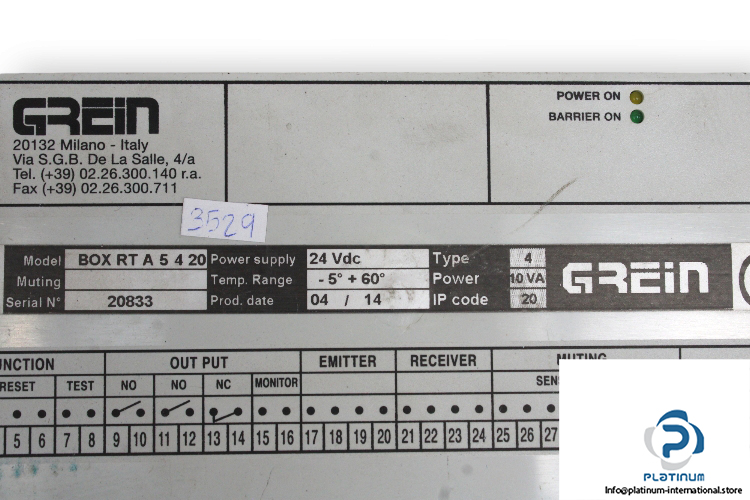 GREIN
20132 Milano - Italy
Via S.G.B. De La Salle, 4/a
Tel. (+39) 02.26.300.140 r.a.
Fax (+39) 02.26.300.711
POWER ON
BARRIER ON
3529
Model BOX RT A 5 4 20 Power supply 24 Vdc Type 4
Muting Temp. Range - 5° + 60° Power 10 VA
Serial N° 20833 Prod. date 04 / 14 IP code 20
GREIN
OUT PUT EMITTER RECEIVER MUTING
RESET TEST NO NO NC MONITOR
5 6 7 8 9 10 11 12 13 14 15 16 17 18 19 20 21 22 23 24 25 26 27
PLATINUM
Info@platinum-international.store